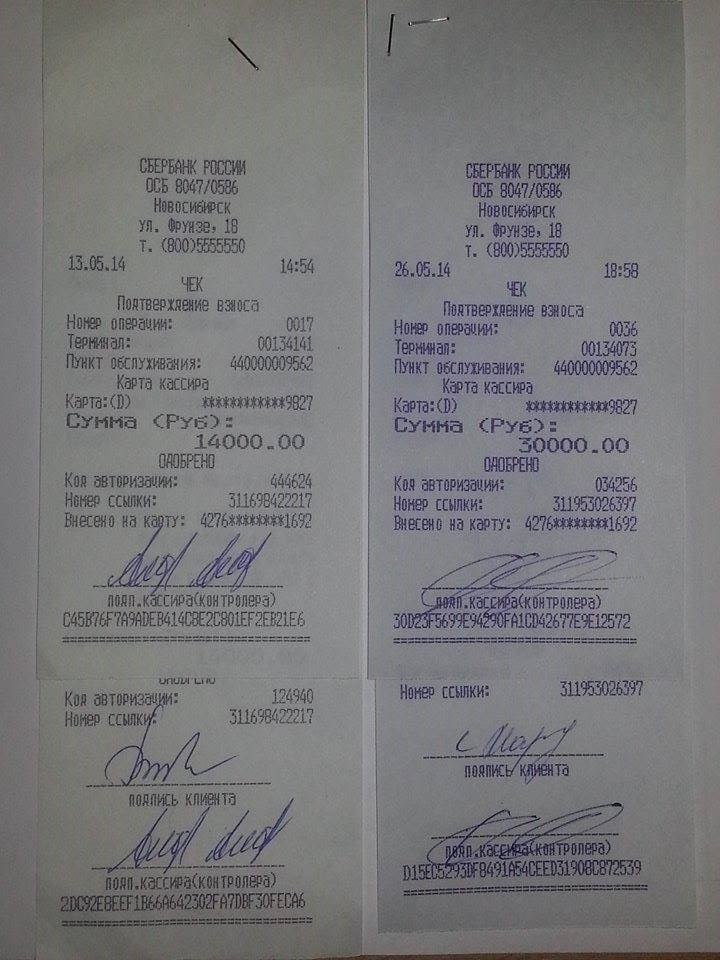 СБЕРБАНК РОССИИ
ОСБ 8047/0586
Новосибирск
ул. Фрунзе, 18
т. (800)5555550
13.05.14 14:54
ЧЕК
Подтверждение взноса
Номер операции: 0017
Терминал: 00134141
Пункт обслуживания: 440000009562
Карта кассира
Карта:(D) ************9827
Сумма (Руб):
14000.00
ОДОБРЕНО
Код авторизации: 444624
Номер ссылки: 311698422217
Внесено на карту: 4276********1692
подп.кассира(контролера)
C45B76F7A9ADEB414C8E2C801EF2EB21E6
ОДОБРЕНО
Код авторизации: 124940
Номер ссылки: 311698422217
подпись клиента
подп.кассира(контролера)
2DC92E8EEF1B66A642302FA7DBF30FECA6
СБЕРБАНК РОССИИ
ОСБ 8047/0586
Новосибирск
ул. Фрунзе, 18
т. (800)5555550
26.05.14 18:58
ЧЕК
Подтверждение взноса
Номер операции: 0036
Терминал: 00134073
Пункт обслуживания: 440000009562
Карта кассира
Карта:(D) ************9827
Сумма (Руб):
30000.00
ОДОБРЕНО
Код авторизации: 034256
Номер ссылки: 311953026397
Внесено на карту: 4276********1692
подп.кассира(контролера)
30D23F5699E94290FA1CD42677E9E12572
Номер ссылки: 311953026397
подпись клиента
подп.кассира(контролера)
D15EC5293DF8491A54CEED31908C872539